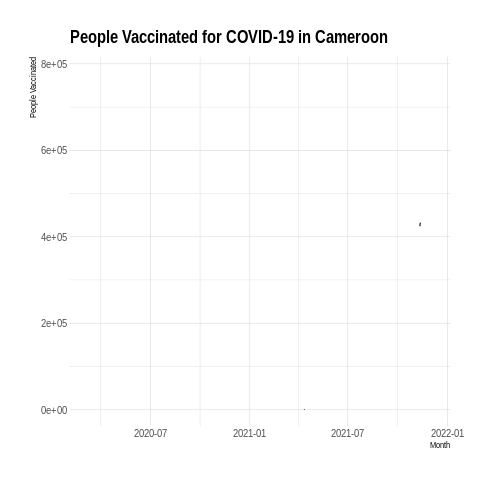 People Vaccinated for COVID-19 in Cameroon
People Vaccinated
8e+05
6e+05
4e+05
2e+05
0e+00
2020-07
2021-01
2021-07
2022-01
Month